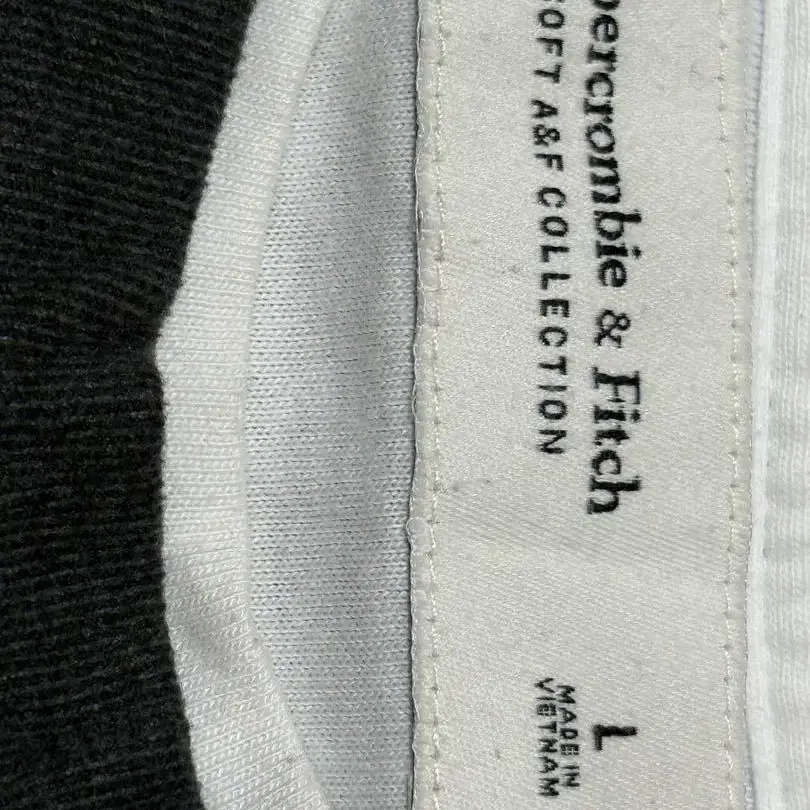 bercrombie & Fitch
SOFT A&F COLLECTION
L
MADE IN
VIETNAM